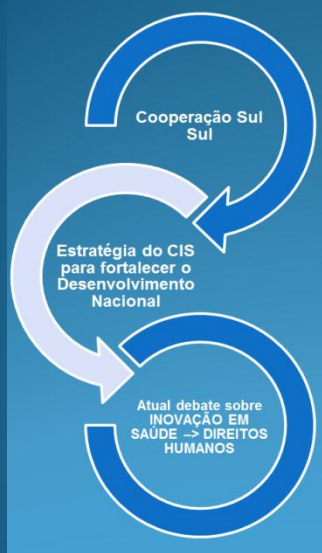 Cooperação Sul
Sul
Estratégia do CIS
para fortalecer o
Desenvolvimento
Nacional
Atual debate sobre
INOVAÇÃO EM
SAÚDE –> DIREITOS
HUMANOS